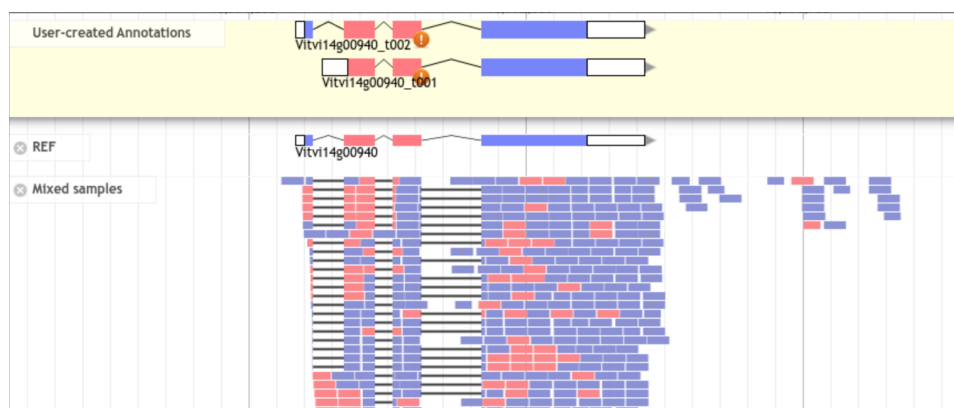 User-created Annotations
Vitvi14g00940_t002
Vitvi14g00940_t001
REF
Vitvi14g00940
Mixed samples